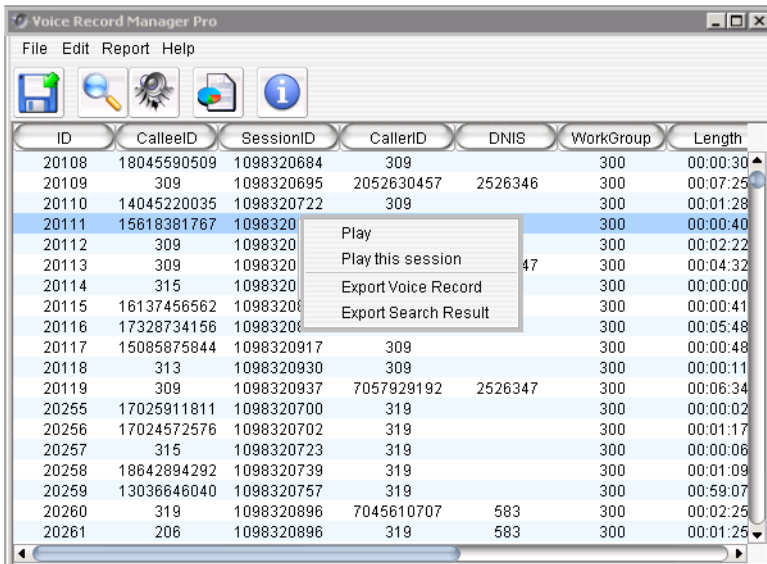 Voice Record Manager Pro
File Edit Report Help
ID CalleeID SessionID CallerID DNIS WorkGroup Length
20108 18045590509 1098320684 309 300 00:00:30
20109 309 1098320695 2052630457 2526346 300 00:07:25
20110 14045220035 1098320722 309 300 00:01:28
20111 15618381767 300 00:00:40
20112 309 300 00:02:22
20113 309 300 00:04:32
20114 315 300 00:00:00
20115 16137456562 300 00:00:41
20116 17328734156 300 00:05:48
Play
Play this session
Export Voice Record
Export Search Result
20117 15085875844 1098320917 309 300 00:00:48
20118 313 1098320930 309 300 00:00:11
20119 309 1098320937 7057929192 2526347 300 00:06:34
20255 17025911811 1098320700 319 300 00:00:02
20256 17024572576 1098320702 319 300 00:01:17
20257 315 1098320723 319 300 00:00:06
20258 18642894292 1098320739 319 300 00:01:09
20259 13036646040 1098320757 319 300 00:59:07
20260 319 1098320896 7045610707 583 300 00:02:25
20261 206 1098320896 319 583 300 00:01:25